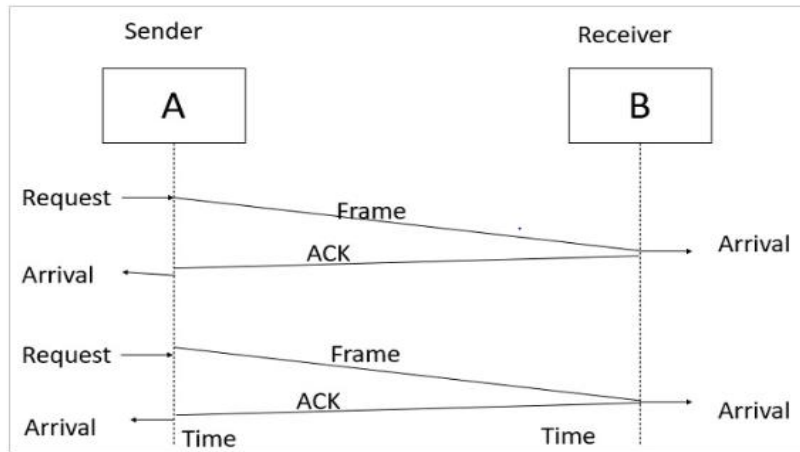 Sender
Receiver
A
B
Request
Frame
Arrival
ACK
Arrival
Request
Frame
Arrival
ACK
Arrival
Time
Time